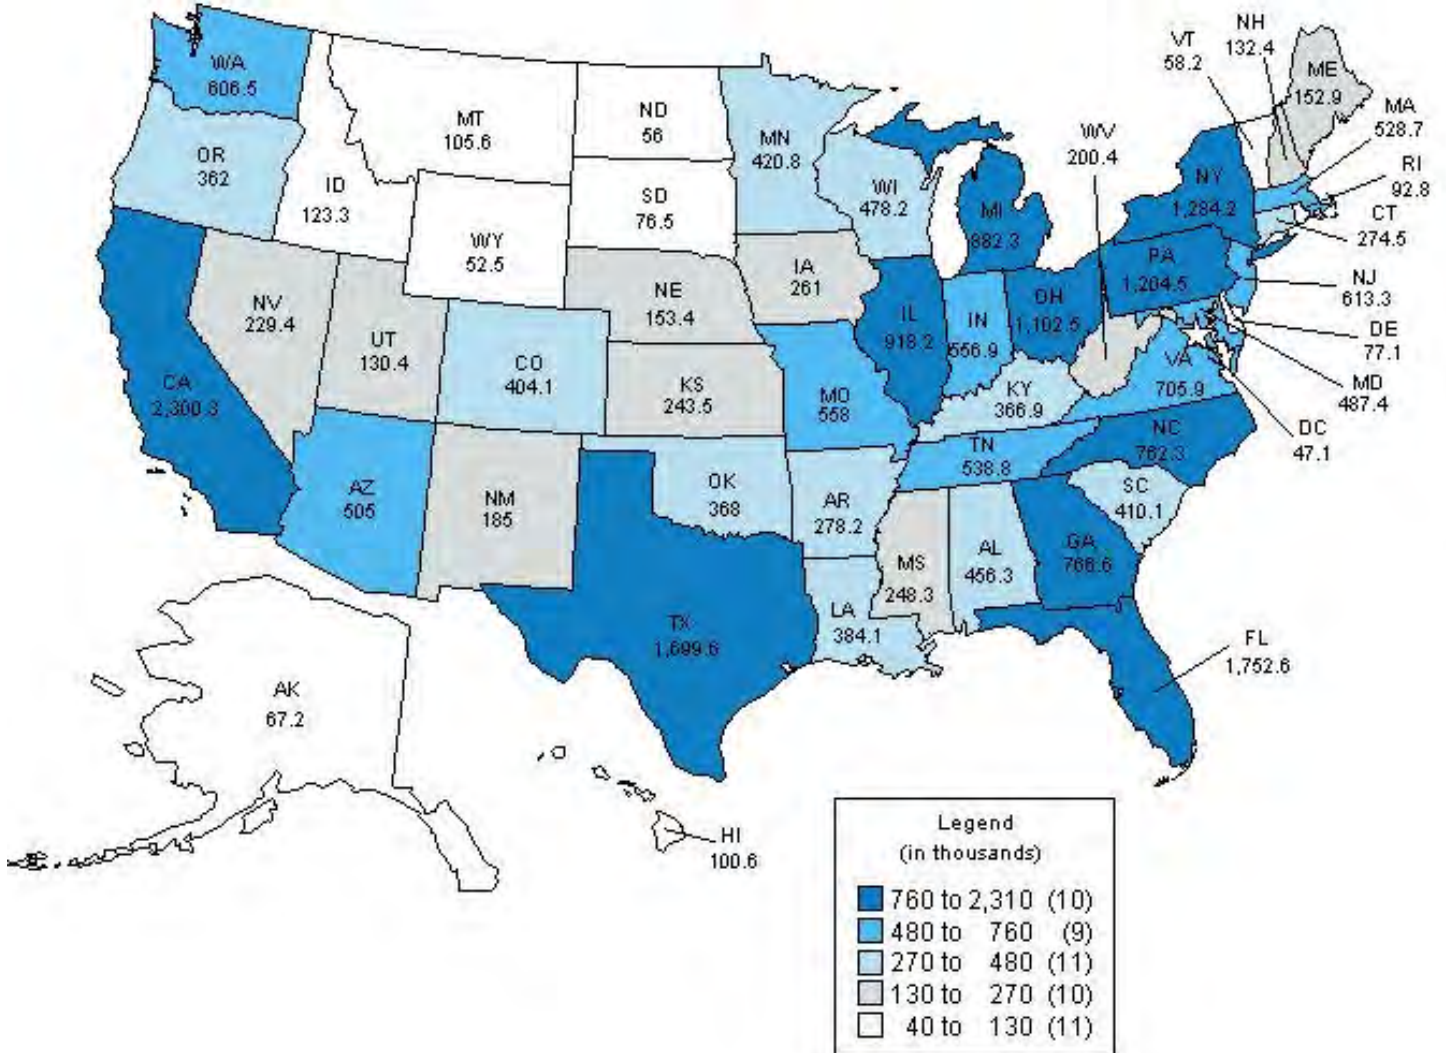 WA
606.5
OR
362
CA
2,300.3
ID
123.3
NV
229.4
MT
105.6
WY
52.5
UT
130.4
AZ
505
CO
404.1
NM
185
ND
56
SD
76.5
NE
153.4
KS
243.5
OK
368
TX
1,699.6
MN
420.8
IA
261
MO
558
AR
278.2
LA
384.1
WI
478.2
IL
918.2
MI
882.3
IN
556.9
OH
1,102.5
KY
366.9
TN
538.8
MS
248.3
AL
456.3
GA
766.6
FL
1,752.6
SC
410.1
NC
762.3
VA
705.9
WV
200.4
PA
1,204.5
NY
1,284.2
VT
58.2
NH
132.4
ME
152.9
MA
528.7
RI
92.8
CT
274.5
NJ
613.3
DE
77.1
MD
487.4
DC
47.1
AK
67.2
HI
100.6
Legend
(in thousands)
760 to 2,310 (10)
480 to 760 (9)
270 to 480 (11)
130 to 270 (10)
40 to 130 (11)